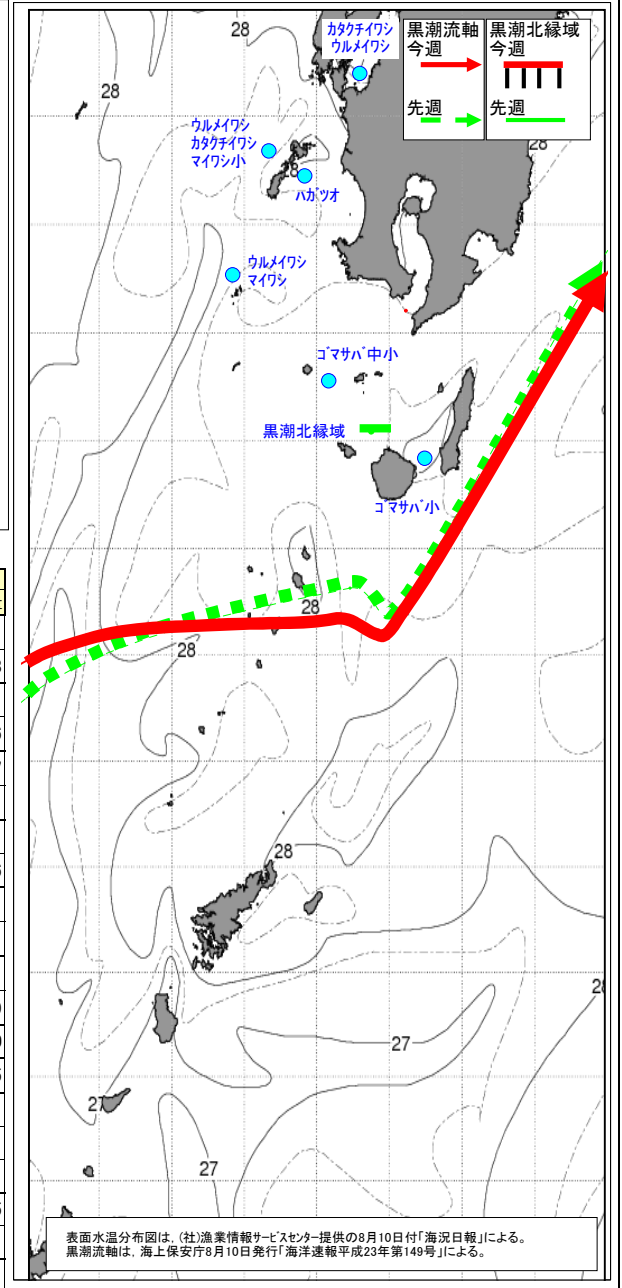 カタクチイワシ
ウルメイワシ
黒潮流軸
今週
先週
黒潮北縁域
今週
先週
28
28
28
ウルメイワシ
カタクチイワシ
マイワシ小
8
ハガツオ
ウルメイワシ
マイワシ
ゴマサバ中小
黒潮北縁域
ゴマサバ小
28
28
28
28
27
27
27
表面水温分布図は，(社)漁業情報サービスセンター提供の8月10日付「海況日報」による。
黒潮流軸は，海上保安庁8月10日発行「海洋速報平成23年第149号」による。